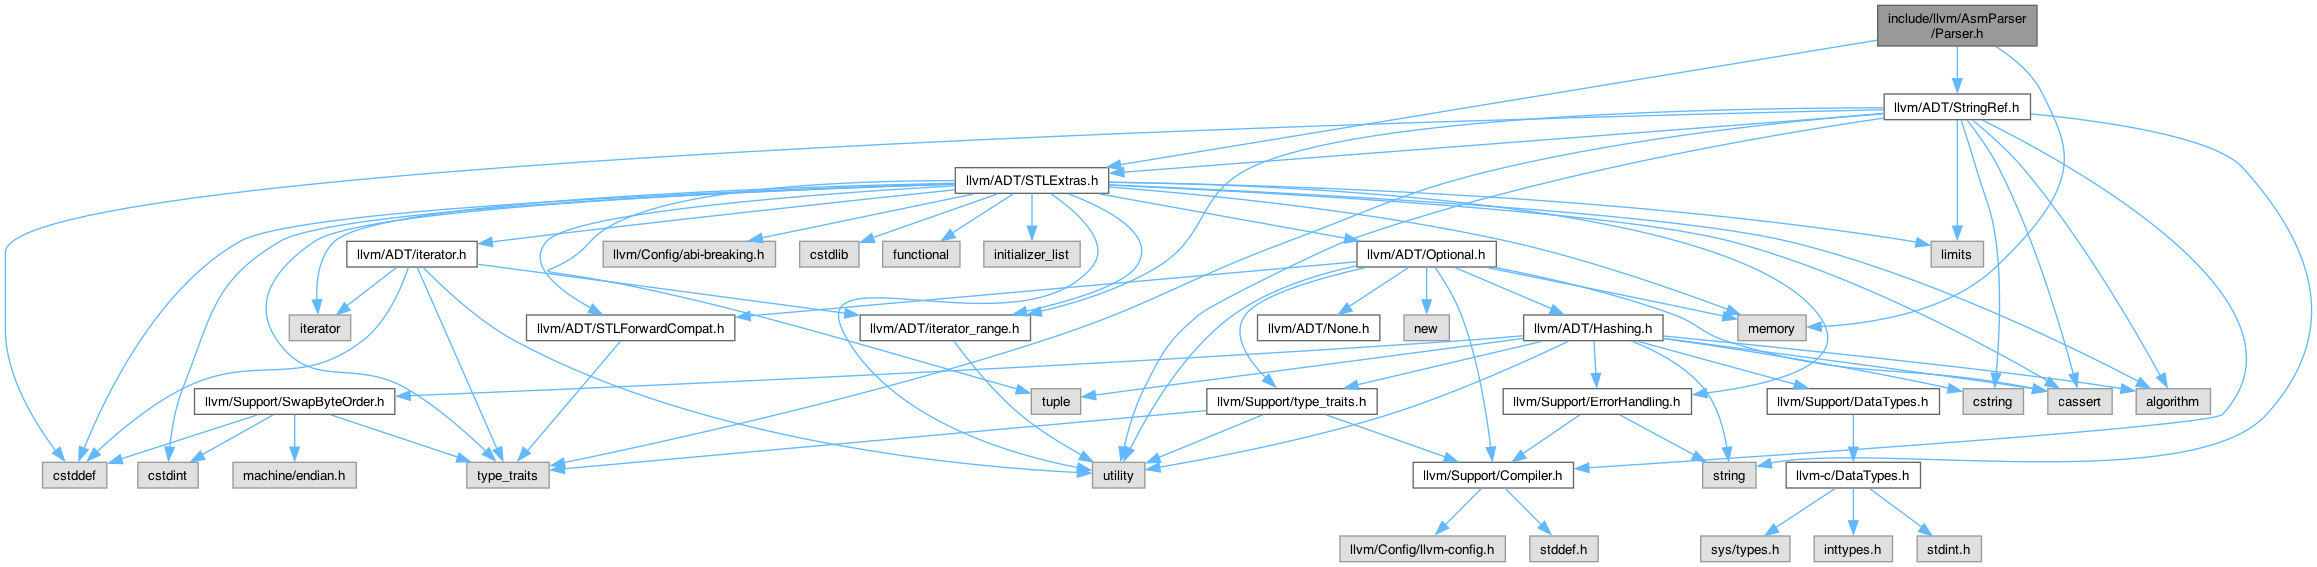 include/llvm/AsmParser
/Parser.h
llvm/ADT/StringRef.h
llvm/ADT/STLExtras.h
llvm/ADT/iterator.h
llvm/Config/abi-breaking.h
cstdlib
functional
initializer_list
llvm/ADT/Optional.h
limits
iterator
llvm/ADT/STLForwardCompat.h
llvm/ADT/iterator_range.h
llvm/ADT/None.h
new
llvm/ADT/Hashing.h
memory
llvm/Support/SwapByteOrder.h
tuple
llvm/Support/type_traits.h
llvm/Support/ErrorHandling.h
llvm/Support/DataTypes.h
cstring
cassert
algorithm
cstddef
cstdint
machine/endian.h
type_traits
utility
llvm/Support/Compiler.h
string
llvm-c/DataTypes.h
llvm/Config/llvm-config.h
stddef.h
sys/types.h
inttypes.h
stdint.h